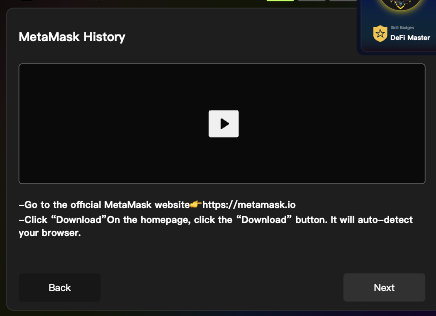 Skill Badges
DeFi Master
MetaMask History
-Go to the official MetaMask website👉https://metamask.io
-Click “Download”On the homepage, click the “Download” button. It will auto-detect
your browser.
Back
Next